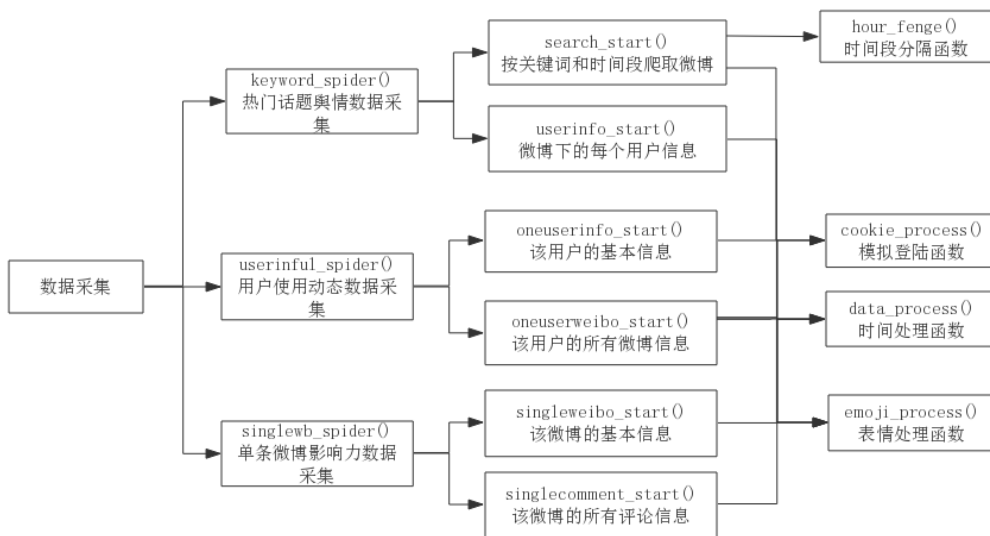 数据采集
keyword_spider()
热门话题舆情数据采
集
userinful_spider()
用户使用动态数据采
集
singlewb_spider()
单条微博影响力数据
采集
search_start()
按关键词和时间段爬取微博
userinfo_start()
微博下的每个用户信息
oneuserinfo_start()
该用户的基本信息
oneuserweibo_start()
该用户的所有微博信息
singleweibo_start()
该微博的基本信息
singlecomment_start()
该微博的所有评论信息
hour_fenge()
时间段分隔函数
cookie_process()
模拟登陆函数
data_process()
时间处理函数
emoji_process()
表情处理函数